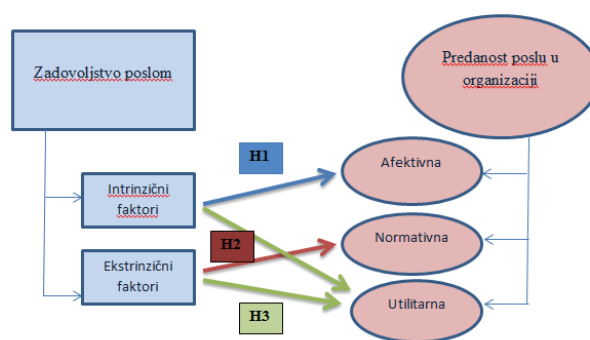 Zadovoljstvo poslom
Predanost poslu u
organizaciji
H1
Afektivna
Intrinzični
faktori
H2
Normativna
Ekstrinzični
faktori
H3
Utilitarna